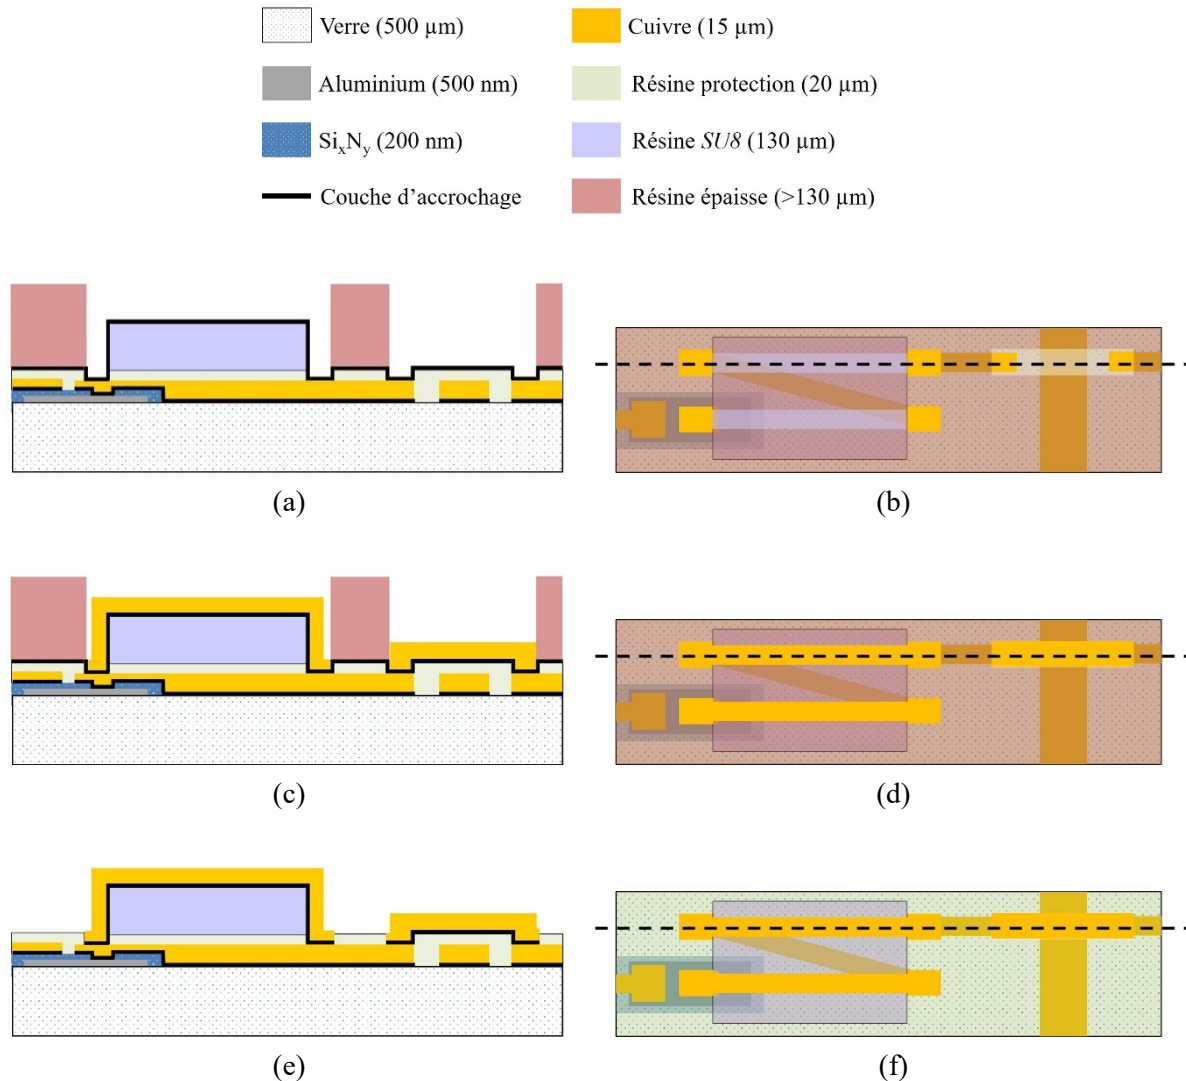 Verre (500 µm)
Cuivre (15 µm)
Aluminium (500 nm)
Résine protection (20 µm)
SixNy (200 nm)
Résine SU8 (130 µm)
Couche d’accrochage
Résine épaisse (>130 µm)
(a)
(b)
(c)
(d)
(e)
(f)